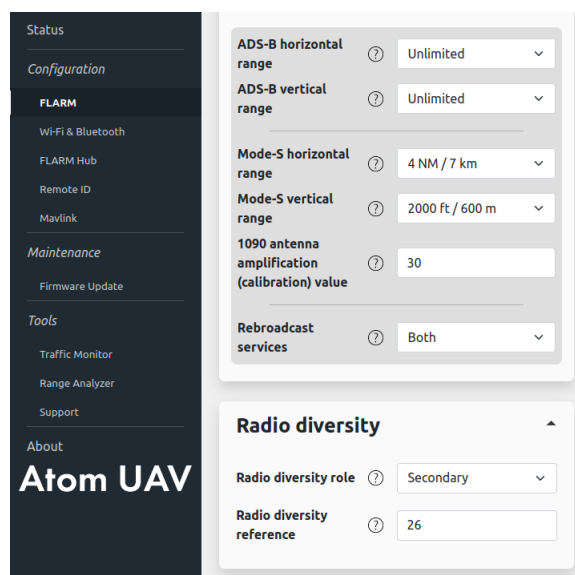 Status
Configuration
FLARM
Wi-Fi & Bluetooth
FLARM Hub
Remote ID
Mavlink
Maintenance
Firmware Update
Tools
Traffic Monitor
Range Analyzer
Support
About
Atom UAV
ADS-B horizontal
range
? Unlimited
ADS-B vertical
range
? Unlimited
Mode-S horizontal
range
? 4 NM / 7 km
Mode-S vertical
range
? 2000 ft / 600 m
1090 antenna
amplification
(calibration) value
? 30
Rebroadcast
services
? Both
Radio diversity
Radio diversity role ? Secondary
Radio diversity
reference
? 26